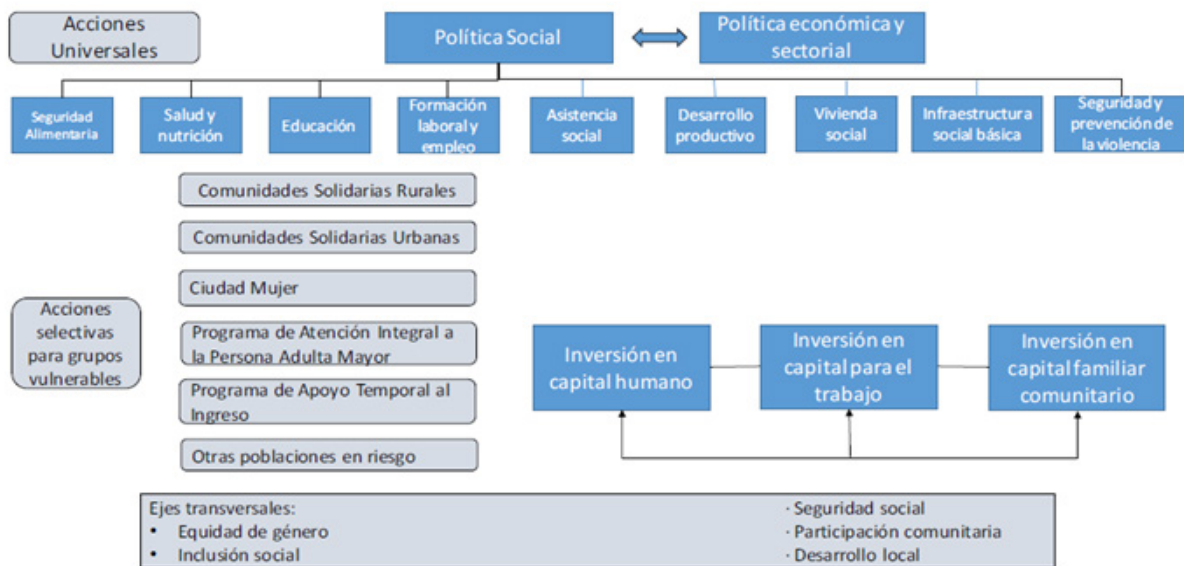 Acciones
Universales
Política Social
Política económica y
sectorial
Seguridad
Alimentaria
Salud y
nutrición
Educación
Formación
laboral y
empleo
Asistencia
social
Desarrollo
productivo
Vivienda
social
Infraestructura
social básica
Seguridad y
prevención de
la violencia
Comunidades Solidarias Rurales
Comunidades Solidarias Urbanas
Ciudad Mujer
Programa de Atención Integral a
la Persona Adulta Mayor
Programa de Apoyo Temporal al
Ingreso
Otras poblaciones en riesgo
Acciones
selectivas
para grupos
vulnerables
Inversión en
capital humano
Inversión en
capital para el
trabajo
Inversión en
capital familiar
comunitario
Ejes transversales:
• Equidad de género
• Inclusión social
· Seguridad social
· Participación comunitaria
· Desarrollo local